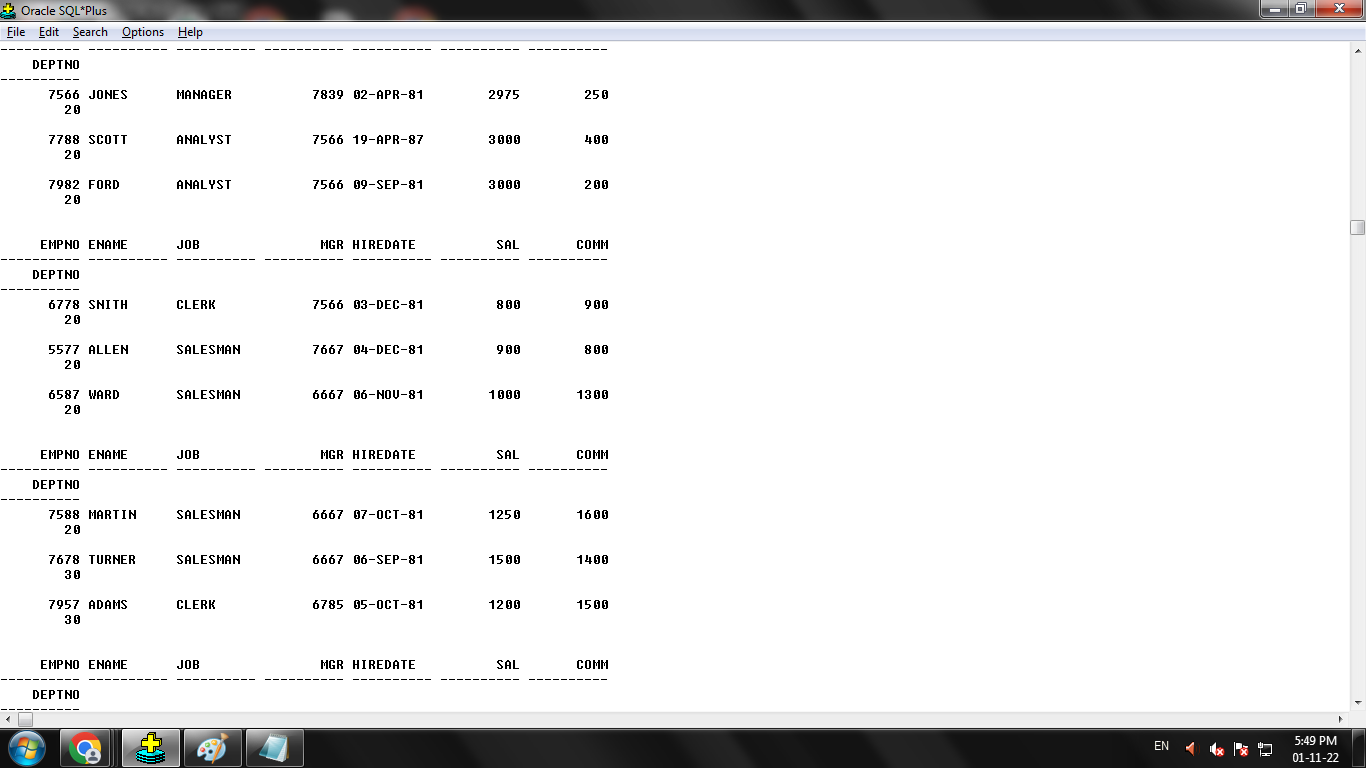 Oracle SQL*Plus
File Edit Search Options Help
---------- ---------- ---------- ---------- ---------- ---------- ----------
    DEPTNO
----------
      7566 JONES      MANAGER          7839 02-APR-81       2975        250
        20

      7788 SCOTT      ANALYST          7566 19-APR-87       3000        400
        20

      7982 FORD       ANALYST          7566 09-SEP-81       3000        200
        20

     EMPNO ENAME      JOB               MGR HIREDATE         SAL       COMM
---------- ---------- ---------- ---------- ---------- ---------- ----------
    DEPTNO
----------
      6778 SNITH      CLERK            7566 03-DEC-81        800        900
        20

      5577 ALLEN      SALESMAN         7667 04-DEC-81        900        800
        20

      6587 WARD       SALESMAN         6667 06-NOV-81       1000       1300
        20

     EMPNO ENAME      JOB               MGR HIREDATE         SAL       COMM
---------- ---------- ---------- ---------- ---------- ---------- ----------
    DEPTNO
----------
      7588 MARTIN     SALESMAN         6667 07-OCT-81       1250       1600
        20

      7678 TURNER     SALESMAN         6667 06-SEP-81       1500       1400
        30

      7957 ADAMS      CLERK            6785 05-OCT-81       1200       1500
        30

     EMPNO ENAME      JOB               MGR HIREDATE         SAL       COMM
---------- ---------- ---------- ---------- ---------- ---------- ----------
    DEPTNO
----------
EN
5:49 PM
01-11-22